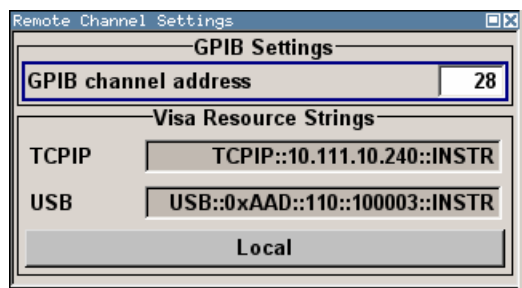 Remote Channel Settings
GPIB Settings
GPIB channel address 28
Visa Resource Strings
TCPIP TCPIP::10.111.10.240::INSTR
USB USB::0xAAD::110::100003::INSTR
Local